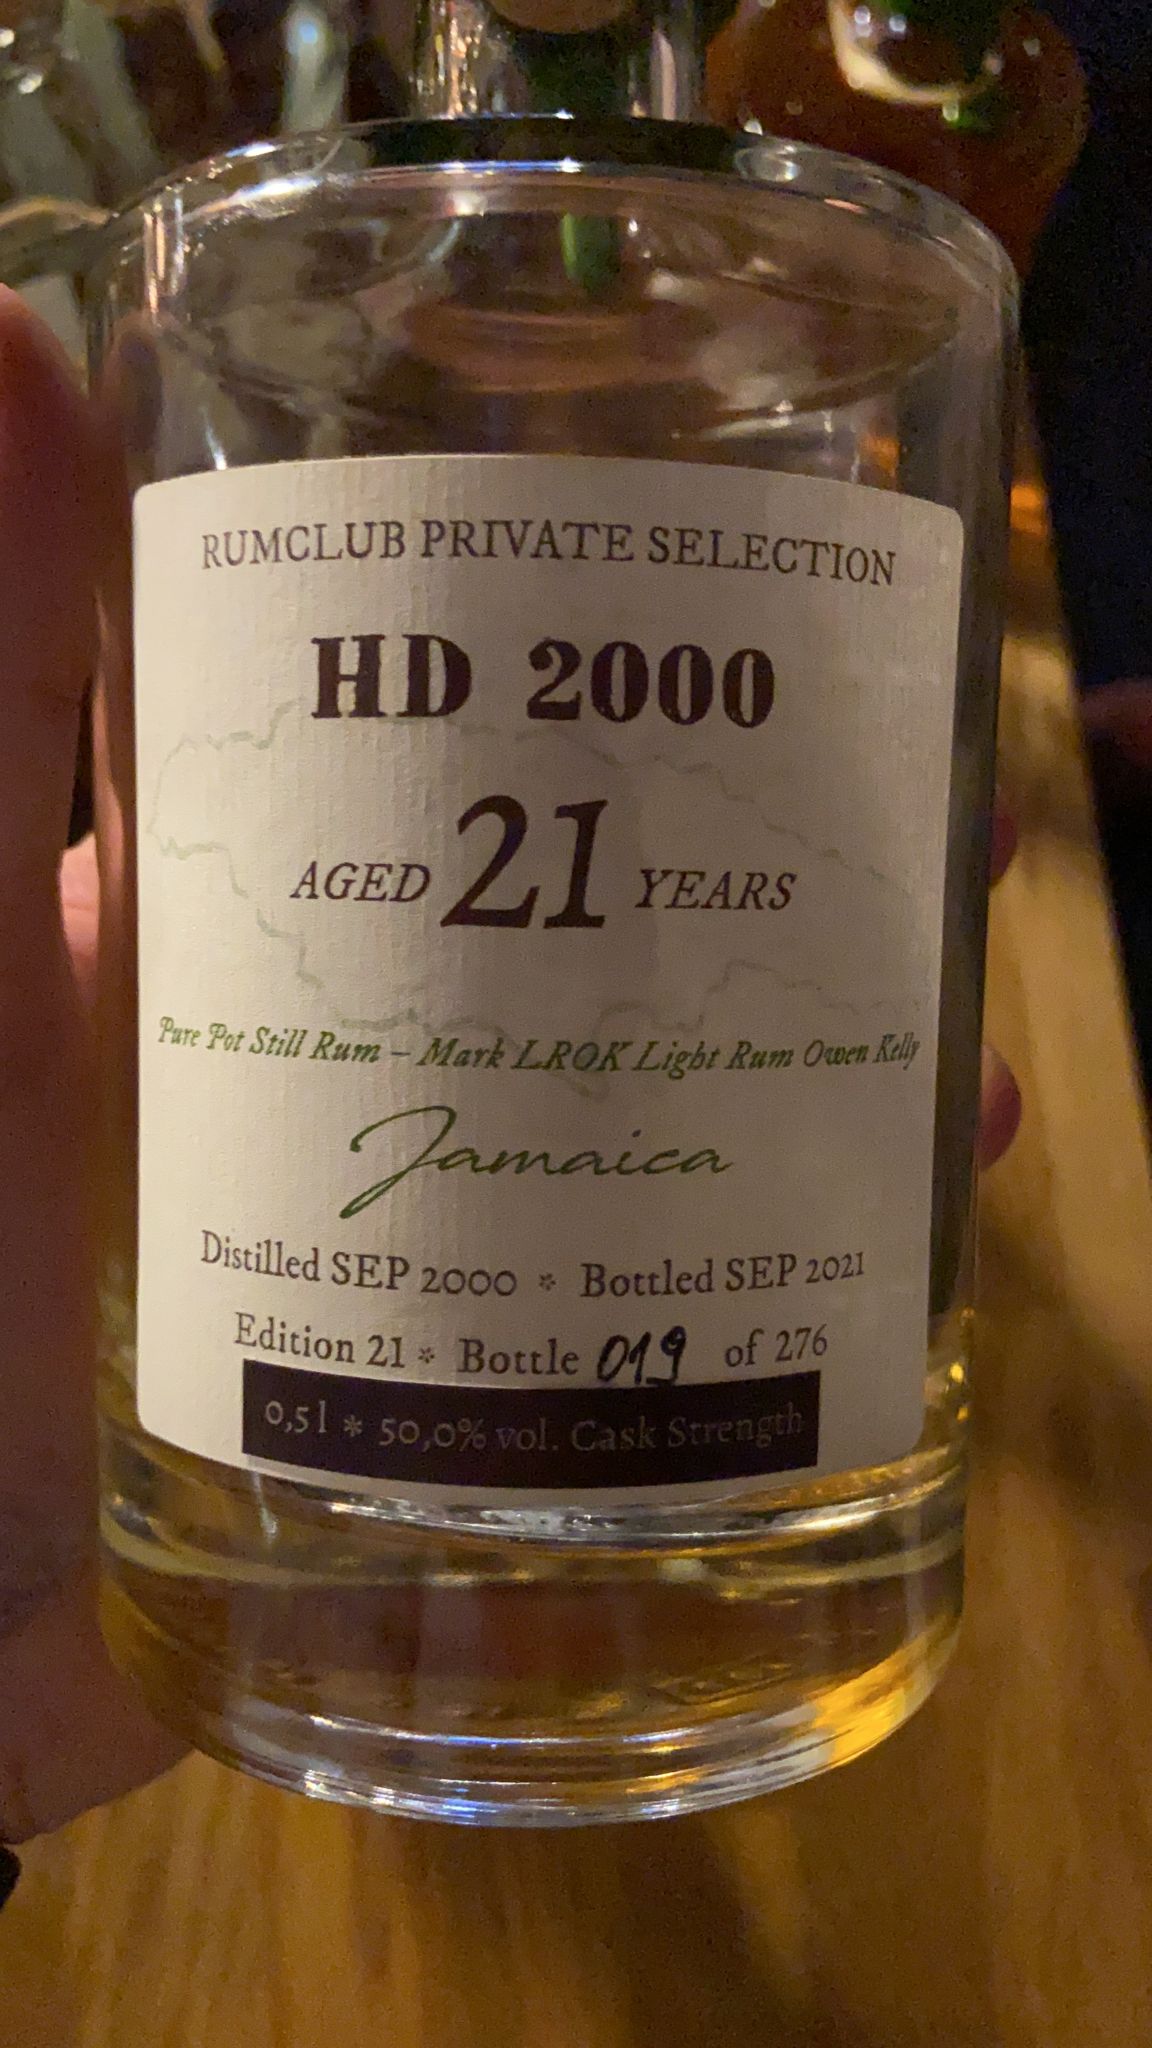 RUMCLUB PRIVATE SELECTION
HD 2000
AGED 21 YEARS
Pure Pot Still Rum – Mark LROK Light Rum Owen Kelly
Jamaica
Distilled SEP 2000 * Bottled SEP 2021
Edition 21 * Bottle 019 of 276
0,5 l * 50,0% vol. Cask Strength